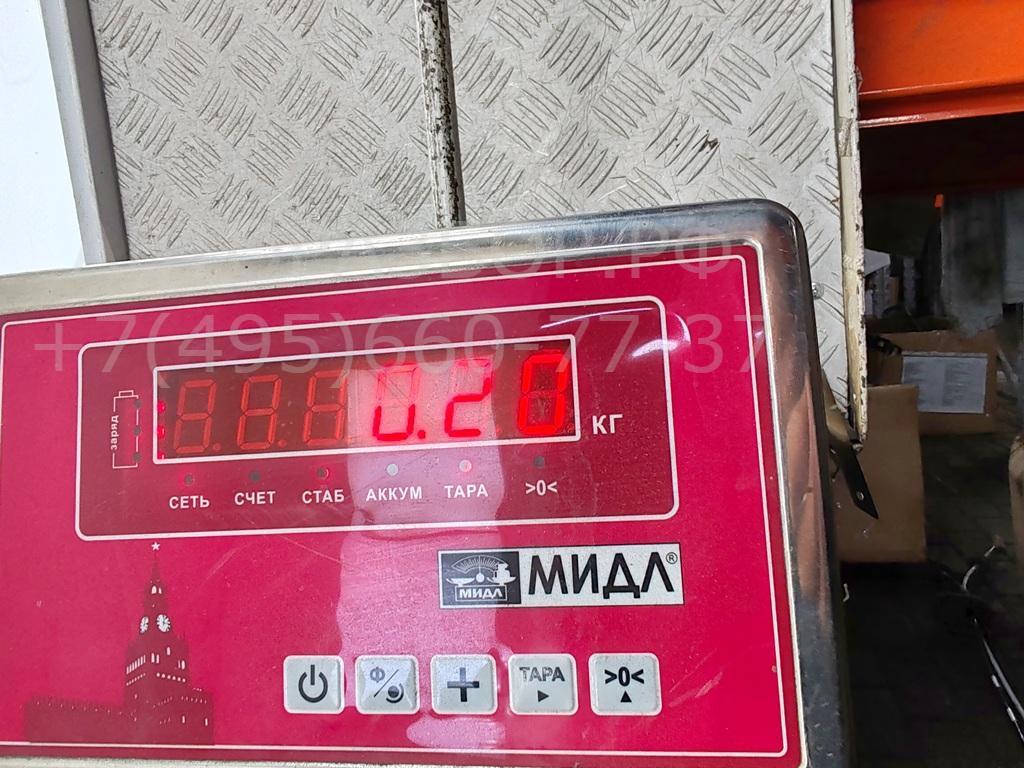 +7(495)660-77-37
заряд
0.20
КГ
СЕТЬ СЧЕТ СТАБ АККУМ ТАРА >0<
МИДЛ
МИДЛ®
Ф
ТАРА
>0<